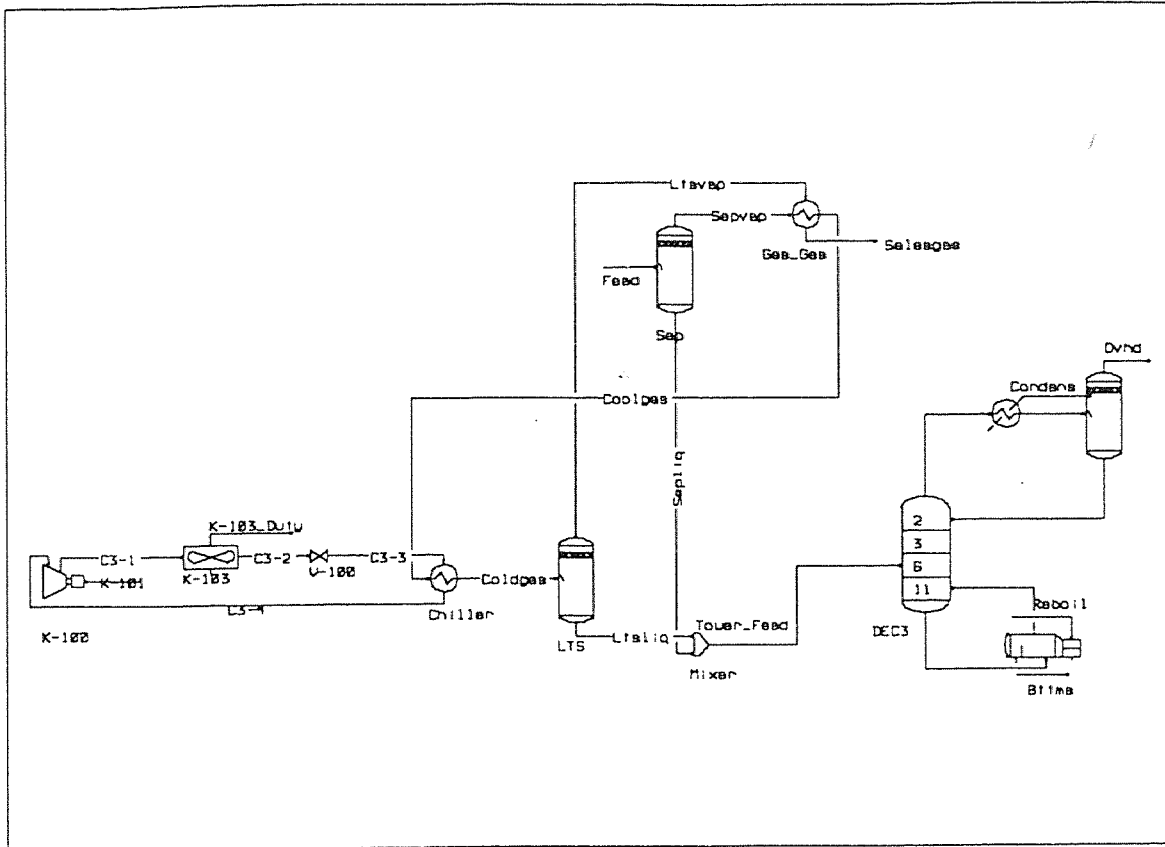 Ltsvap
Sepvap
Salesgas
Gas_Gas
Feed
Sep
Ovhd
Condens
Coolgas
Sepliq
K-103_Duty
C3-1
C3-2
C3-3
K-101
K-103
V-100
Coldgas
Chiller
K-100
LTS
Ltsliq
Tower_Feed
Mixer
2
3
6
11
DEC3
Reboil
Bttms